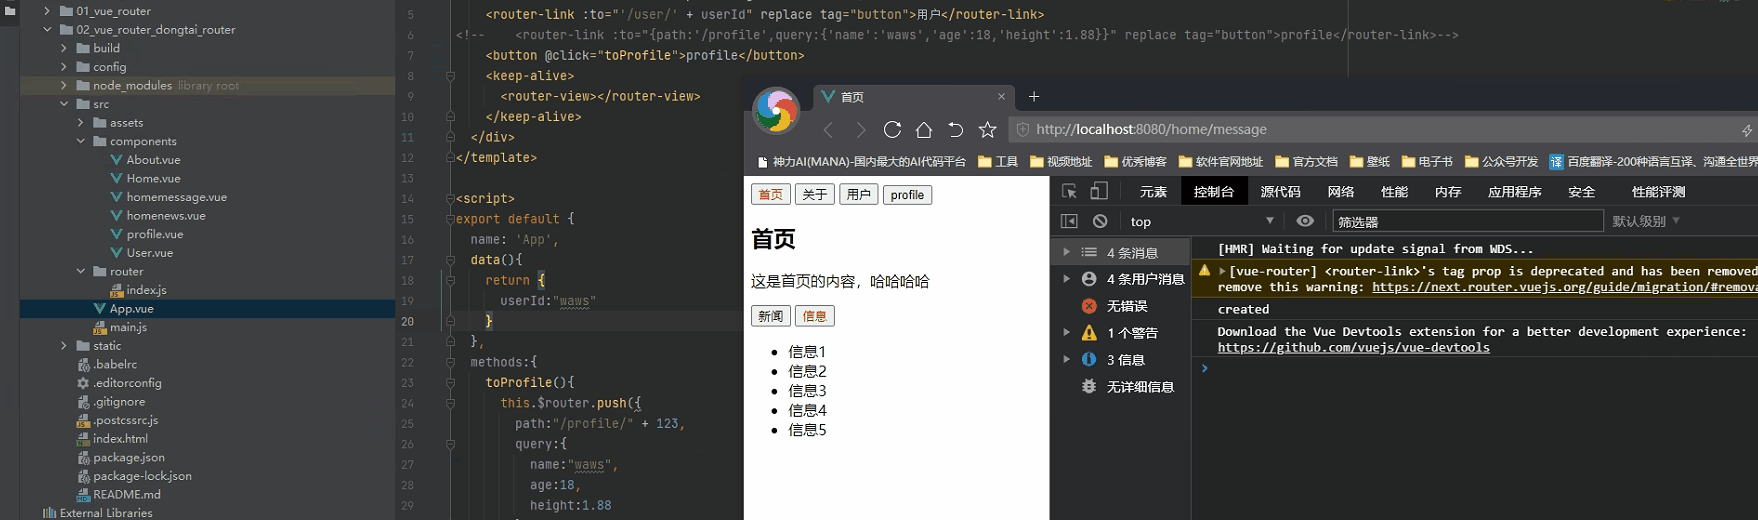 01_vue_router
02_vue_router_dongtai_router
build
config
node_modules library root
src
assets
components
About.vue
Home.vue
homemessage.vue
homenews.vue
profile.vue
User.vue
router
index.js
App.vue
main.js
static
.babelrc
.editorconfig
.gitignore
.postcssrc.js
index.html
package.json
package-lock.json
README.md
External Libraries
5 <router-link :to="'/user/' + userId" replace tag="button">用户</router-link>
6 <!-- <router-link :to="{path:'/profile',query:{'name':'waws','age':18,'height':1.88}}" replace tag="button">profile</router-link>-->
7 <button @click="toProfile">profile</button>
8 <keep-alive>
9 <router-view></router-view>
10 </keep-alive>
11 </div>
12 </template>
13
14 <script>
15 export default {
16 name: 'App',
17 data(){
18 return {
19 userId:"waws"
20 }
21 },
22 methods:{
23 toProfile(){
24 this.$router.push({
25 path:"/profile/" + 123,
26 query:{
27 name:"waws",
28 age:18,
29 height:1.88
首页
http://localhost:8080/home/message
神力AI(MANA)-国内最大的AI代码平台 工具 视频地址 优秀博客 软件官网地址 官方文档 壁纸 电子书 公众号开发 译 百度翻译-200种语言互译、沟通全世界
首页 关于 用户 profile
首页
这是首页的内容，哈哈哈哈
新闻 信息
信息1
信息2
信息3
信息4
信息5
元素 控制台 源代码 网络 性能 内存 应用程序 安全 性能评测
top 筛选器 默认级别
4 条消息
4 条用户消息
无错误
1 个警告
3 信息
无详细信息
[HMR] Waiting for update signal from WDS...
[vue-router] <router-link>'s tag prop is deprecated and has been removed
remove this warning: https://next.router.vuejs.org/guide/migration/#remova
created
Download the Vue Devtools extension for a better development experience:
https://github.com/vuejs/vue-devtools